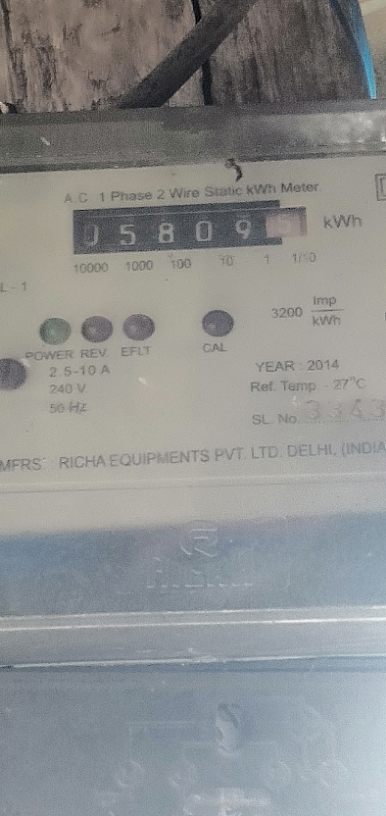 A.C. 1 Phase 2 Wire Static kWh Meter
05809 kWh
10000 1000 100 10 1 1/10
L - 1
3200 Imp
kWh
POWER REV. EFLT CAL
2.5-10 A YEAR : 2014
240 V. Ref. Temp. - 27°C
50 Hz SL. No. 3343
MFRS RICHA EQUIPMENTS PVT. LTD. DELHI, (INDIA